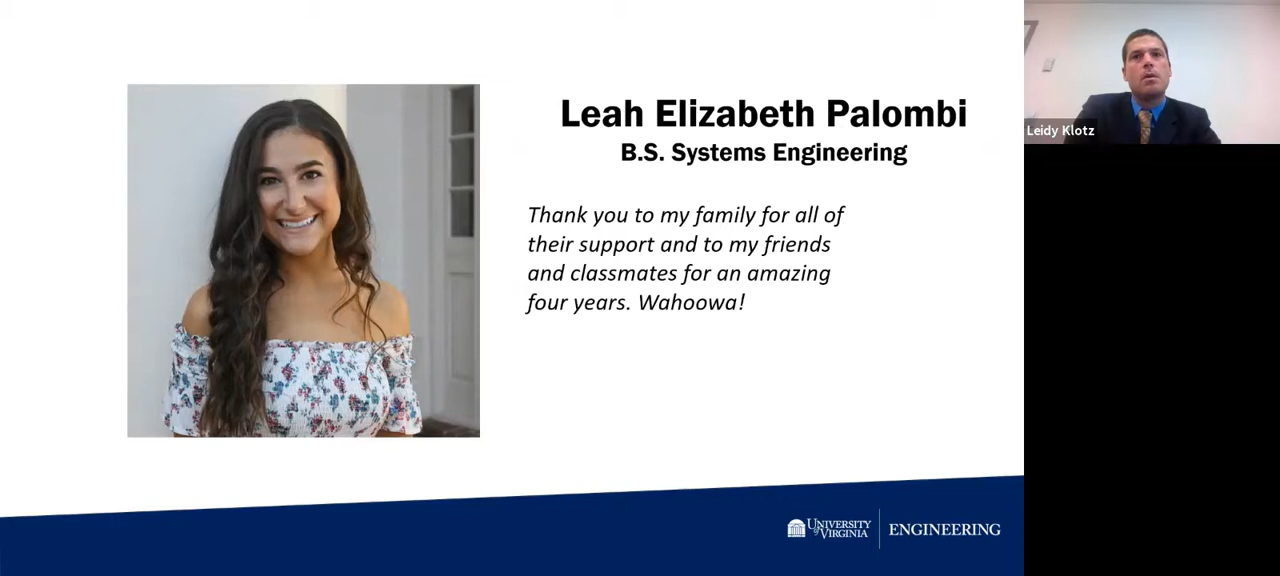 Leah Elizabeth Palombi
B.S. Systems Engineering
Thank you to my family for all of
their support and to my friends
and classmates for an amazing
four years. Wahoowa!
Leidy Klotz
UNIVERSITY
of VIRGINIA
ENGINEERING